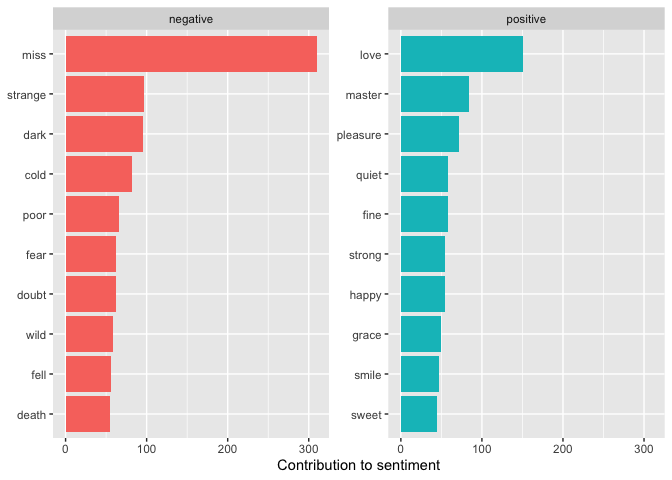 negative
miss
strange
dark
cold
poor
fear
doubt
wild
fell
death
0 100 200 300
positive
love
master
pleasure
quiet
fine
strong
happy
grace
smile
sweet
0 100 200 300
Contribution to sentiment